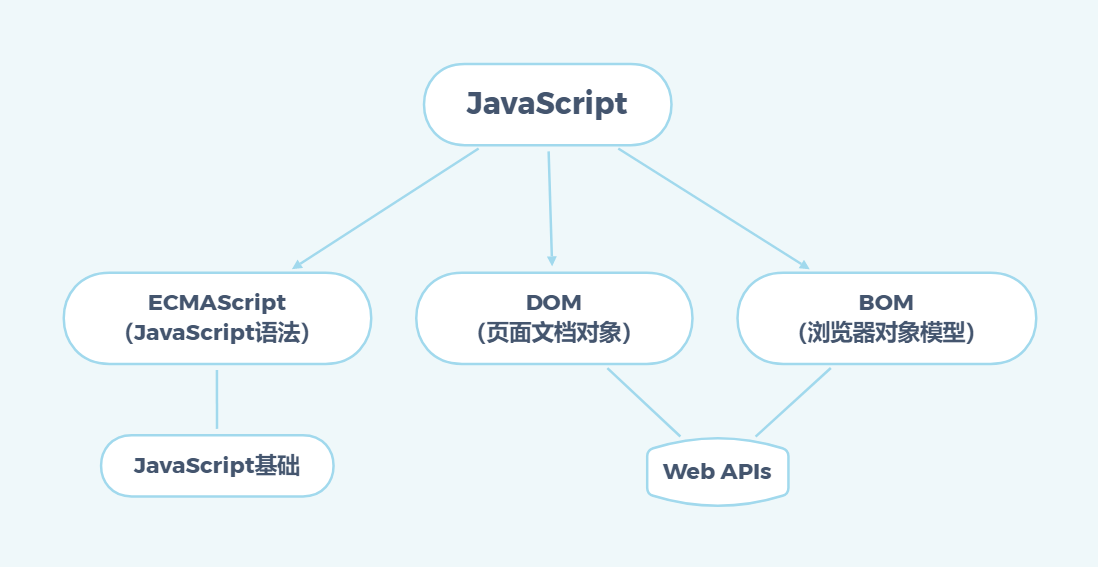 JavaScript
ECMAScript
（JavaScript语法）
DOM
（页面文档对象）
BOM
（浏览器对象模型）
JavaScript基础
Web APIs